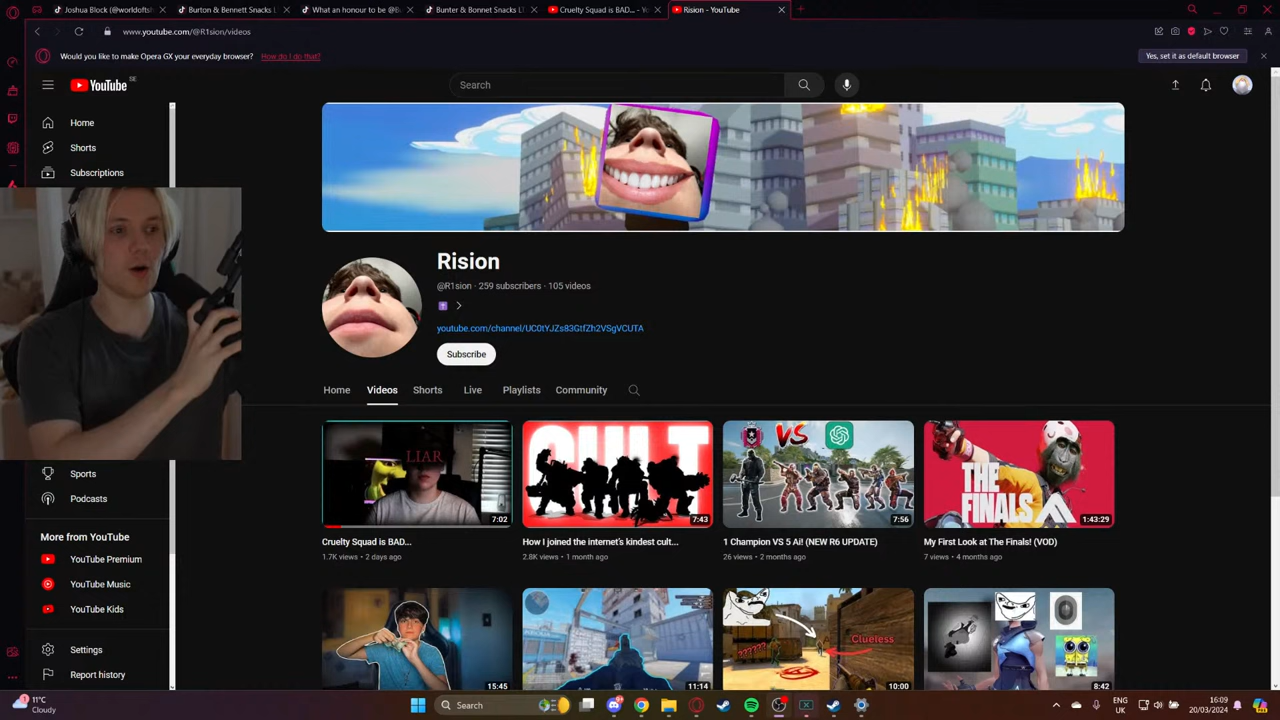 Joshua Block (@worldofts
Burton & Bennett Snacks L
What an honour to be @B
Bunter & Bonnet Snacks LT
Cruelty Squad is BAD... - Yo
Rision - YouTube
www.youtube.com/@R1sion/videos
Would you like to make Opera GX your everyday browser? How do I do that?
Yes, set it as default browser
YouTube SE
Search
Home
Shorts
Subscriptions
Rision
@R1sion · 259 subscribers · 105 videos
youtube.com/channel/UC0tYJZs83GtfZh2VSgVCUTA
Subscribe
Home Videos Shorts Live Playlists Community
LIAR
7:02
CULT
7:43
VS
7:56
THE
FINALS
1:43:29
Cruelty Squad is BAD...
1.7K views · 2 days ago
How I joined the internet's kindest cult...
2.8K views · 1 month ago
1 Champion VS 5 Ai! (NEW R6 UPDATE)
26 views · 2 months ago
My First Look at The Finals! (VOD)
7 views · 4 months ago
Sports
Podcasts
More from YouTube
YouTube Premium
YouTube Music
YouTube Kids
Settings
Report history
15:45
11:14
Clueless
10:00
8:42
11°C
Cloudy
Search
ENG
UK
16:09
20/03/2024